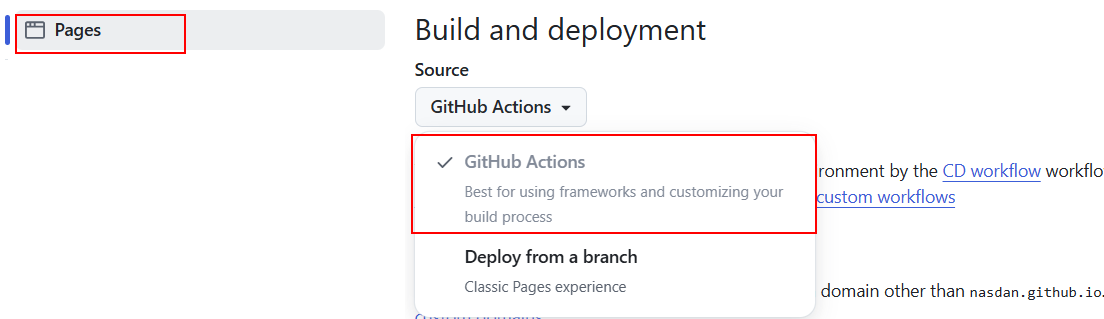 Pages
Build and deployment
Source
GitHub Actions
GitHub Actions
Best for using frameworks and customizing your
build process
ronment by the CD workflow workflo
custom workflows
Deploy from a branch
Classic Pages experience
domain other than nasdan.github.io.